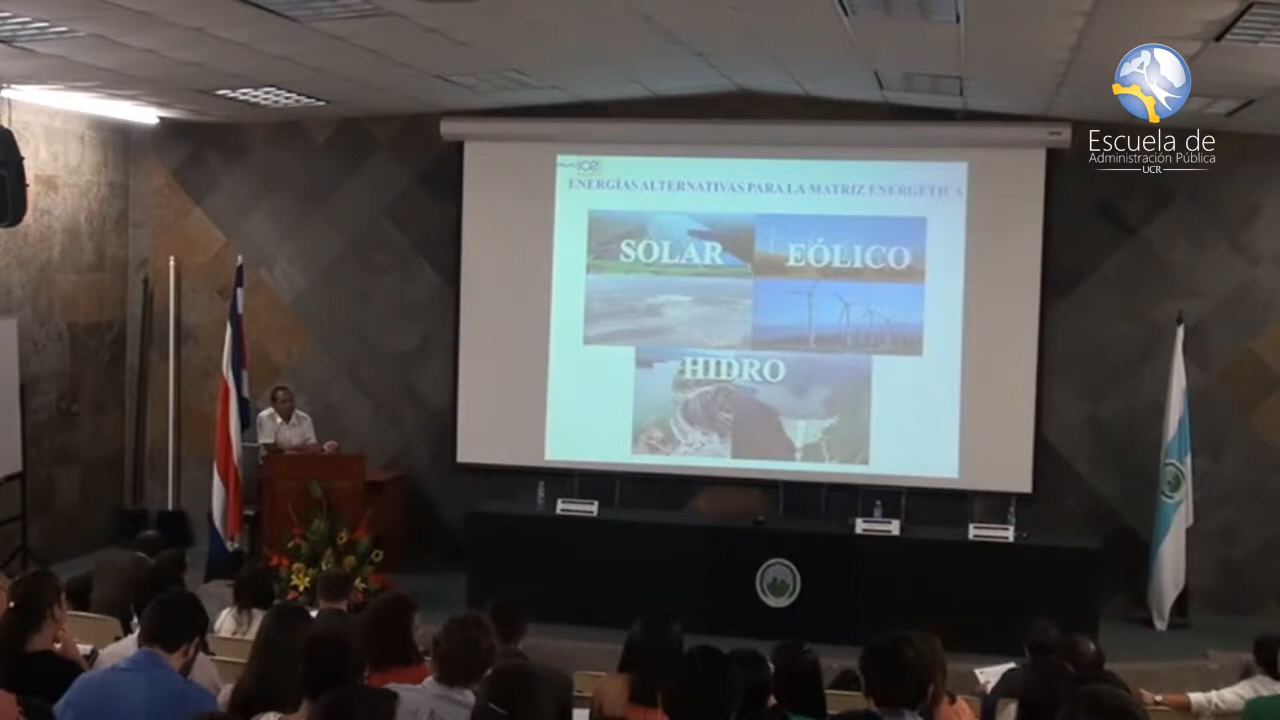 Escuela de
Administración Pública
UCR
ENERGÍAS ALTERNATIVAS PARA LA MATRIZ ENERGÉTICA
SOLAR
EÓLICO
HIDRO